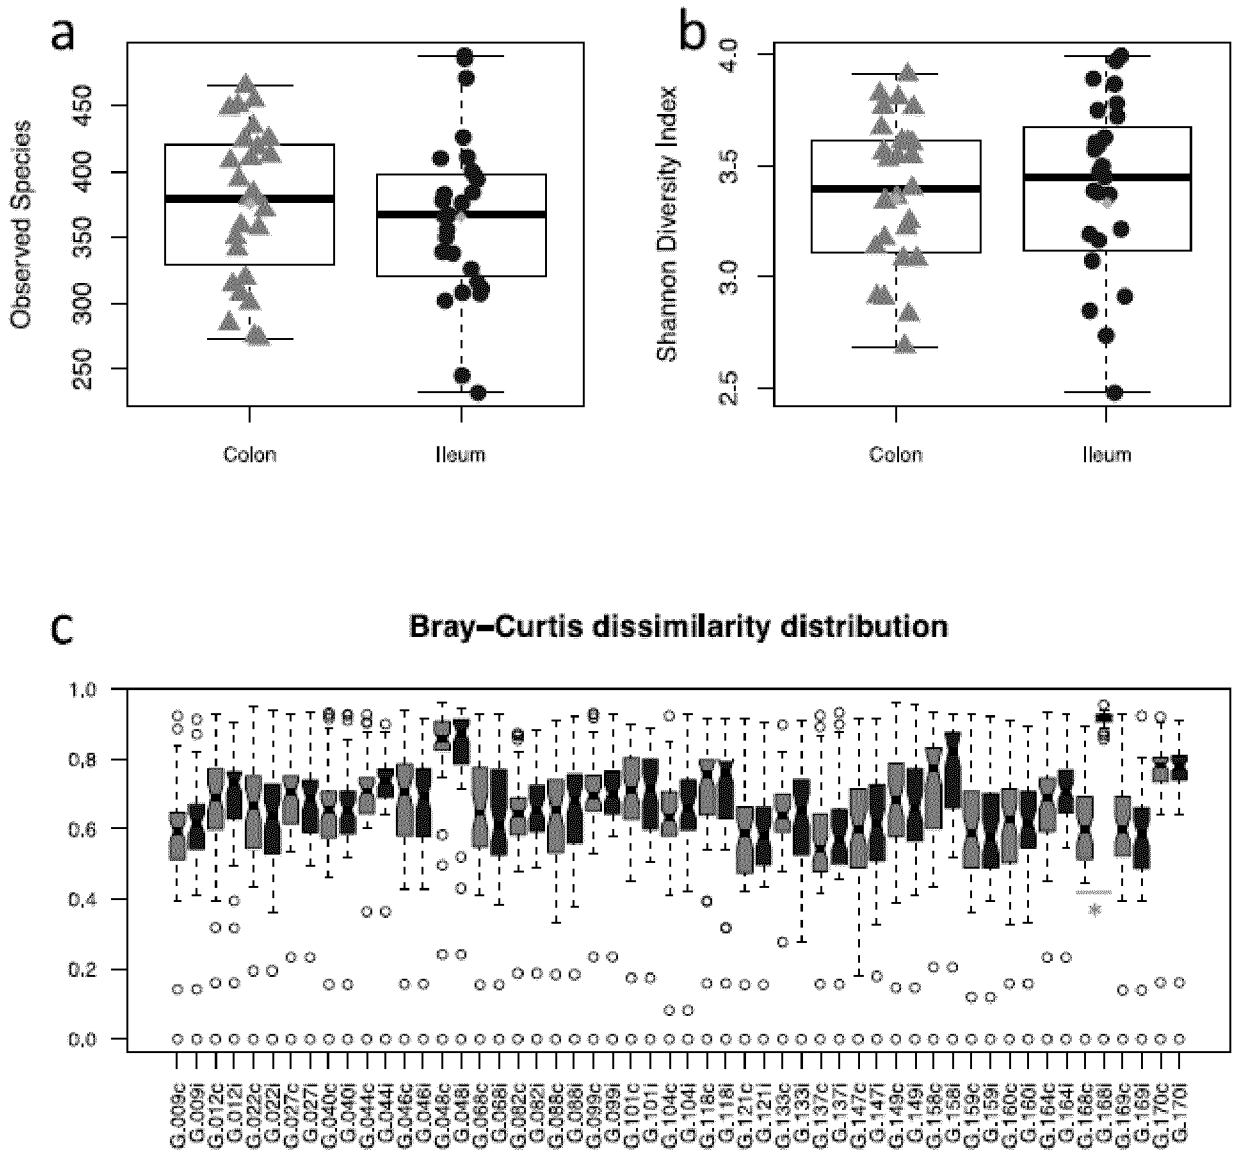 a
Observed Species
450
400
350
300
250
Colon
Ileum
b
Shannon Diversity Index
4.0
3.5
3.0
2.5
Colon
Ileum
c
Bray–Curtis dissimilarity distribution
1.0
0.8
0.6
0.4
0.2
0.0
*
G.009c
G.009i
G.012c
G.012i
G.022c
G.022i
G.027c
G.027i
G.040c
G.040i
G.044c
G.044i
G.046c
G.046i
G.048c
G.048i
G.068c
G.068i
G.082c
G.082i
G.088c
G.088i
G.099c
G.099i
G.101c
G.101i
G.104c
G.104i
G.118c
G.118i
G.121c
G.121i
G.133c
G.133i
G.137c
G.137i
G.147c
G.147i
G.149c
G.149i
G.158c
G.158i
G.159c
G.159i
G.160c
G.160i
G.164c
G.164i
G.168c
G.168i
G.169c
G.169i
G.170c
G.170i